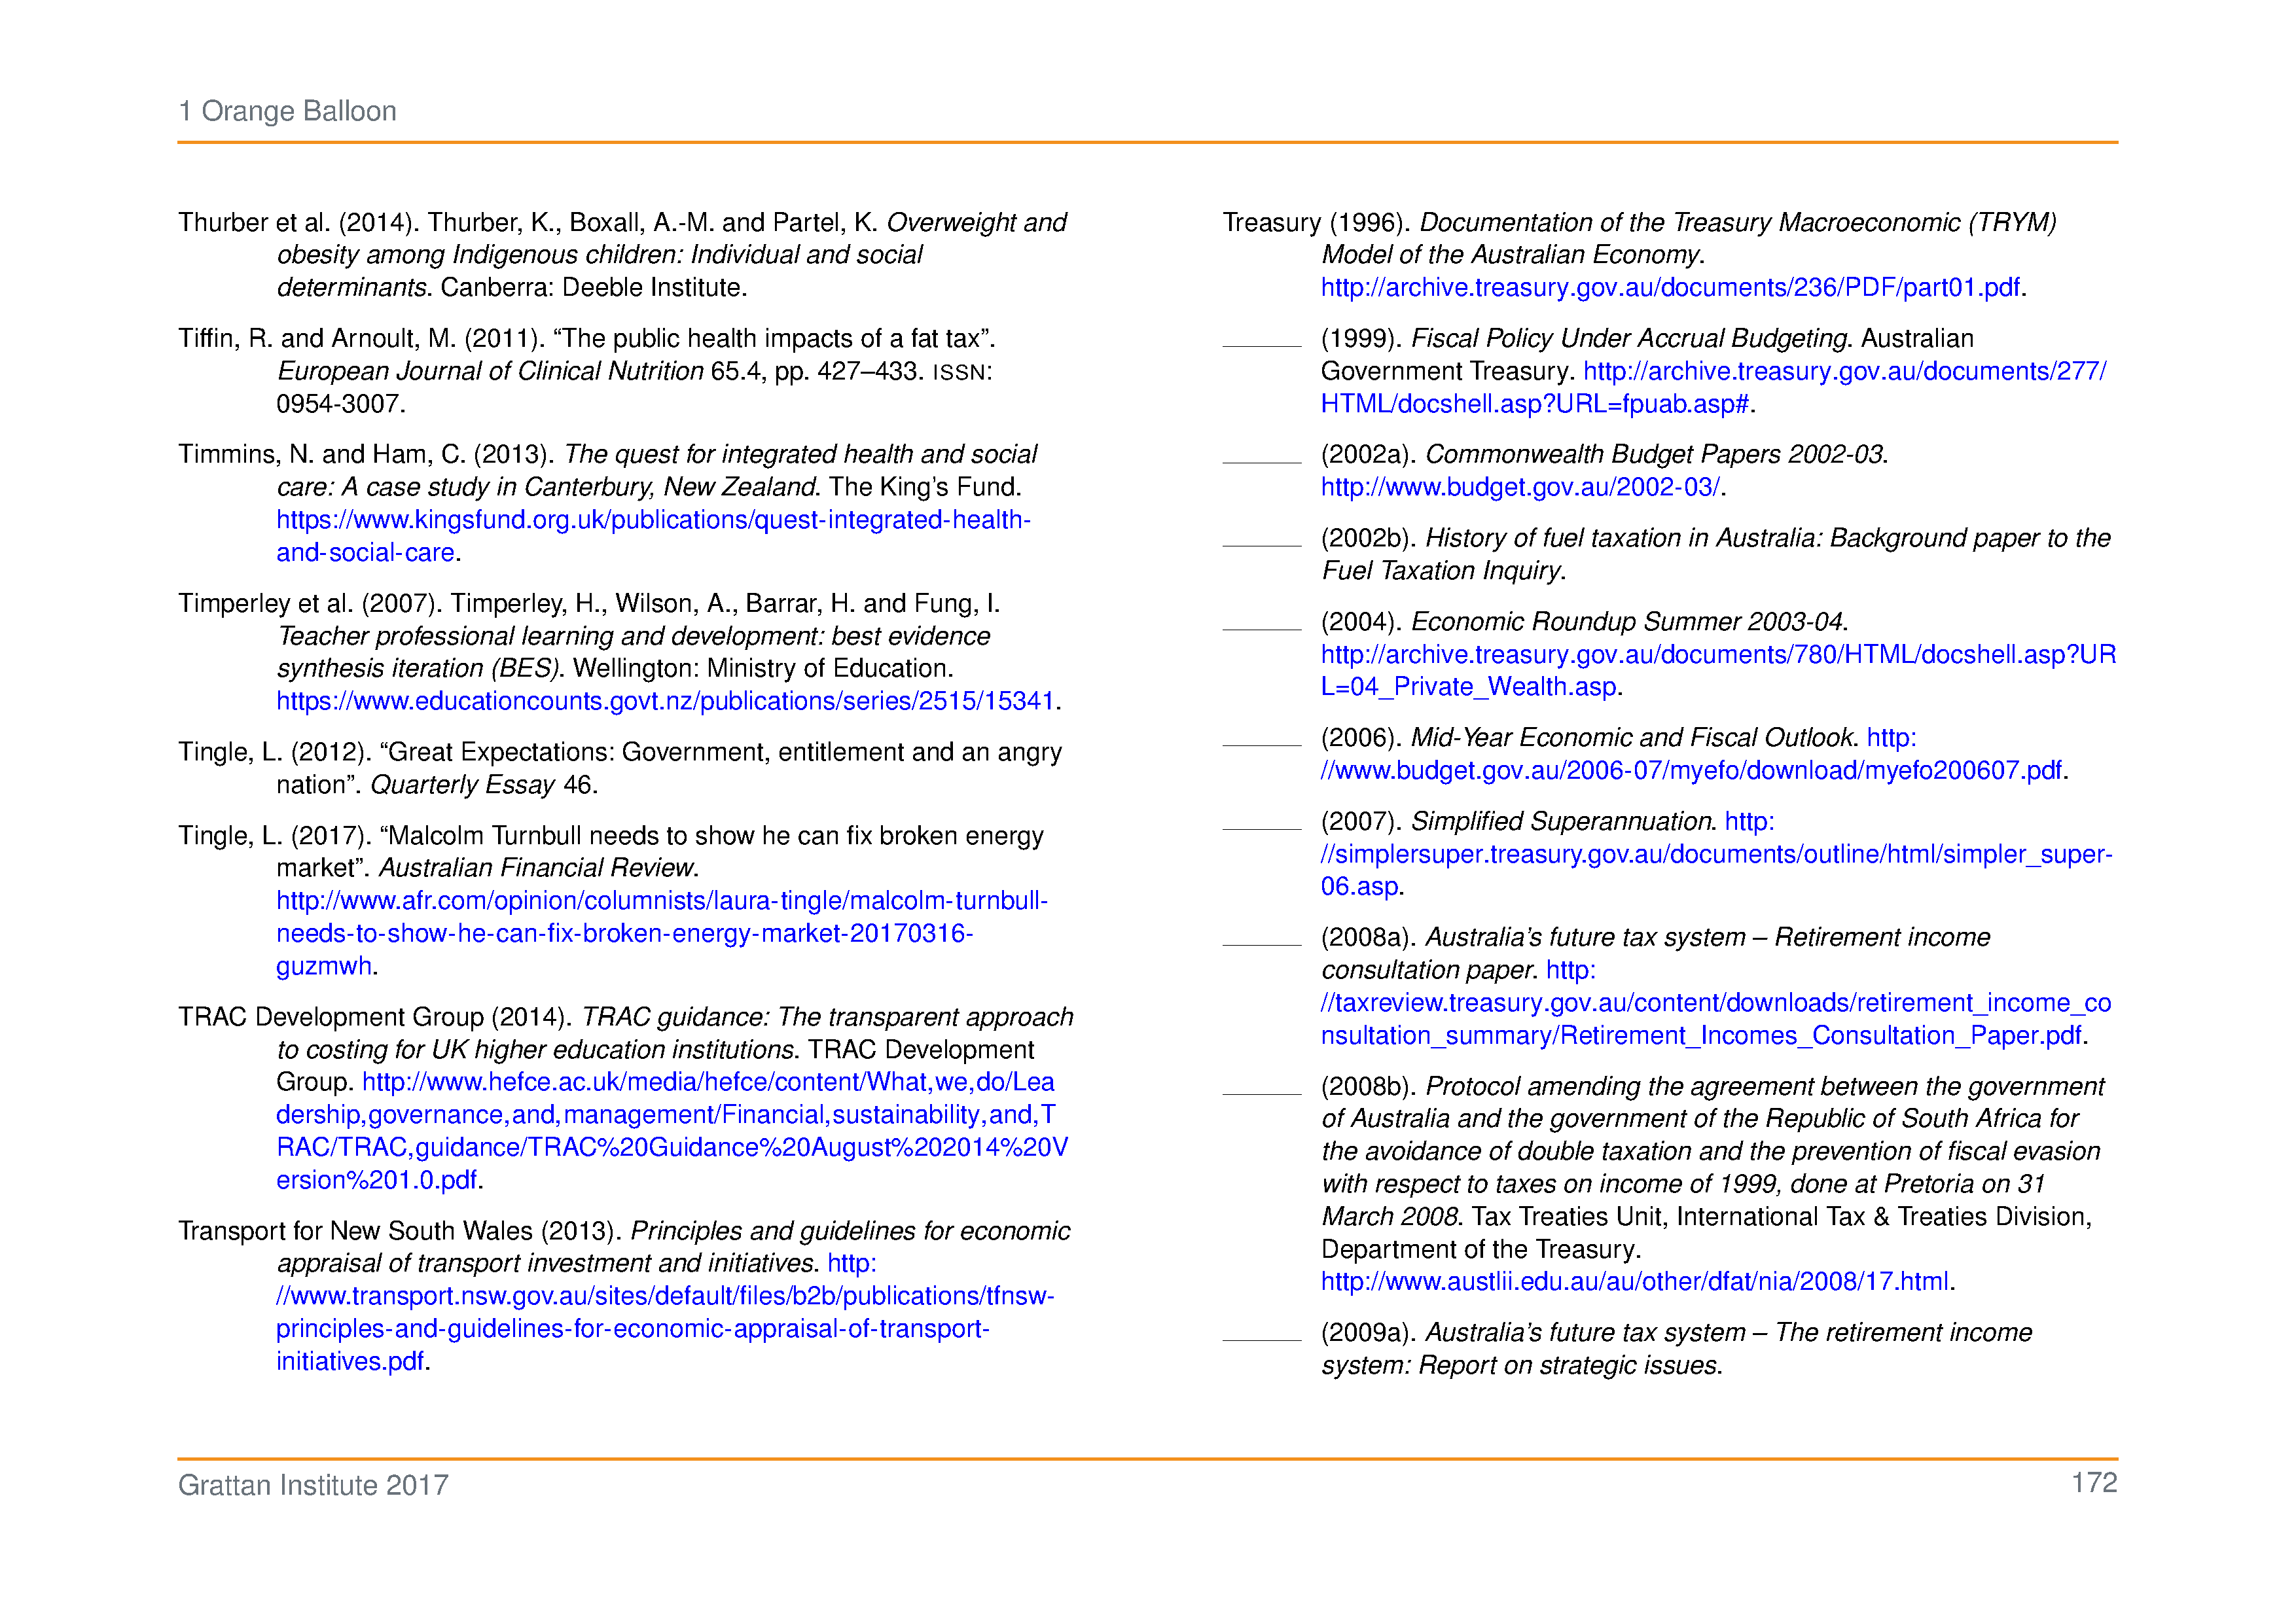 1 Orange Balloon
Thurber et al. (2014). Thurber, K., Boxall, A.-M. and Partel, K. Overweight and
obesity among Indigenous children: Individual and social
determinants. Canberra: Deeble Institute.
Tiffin, R. and Arnoult, M. (2011). “The public health impacts of a fat tax”.
European Journal of Clinical Nutrition 65.4, pp. 427–433. ISSN:
0954-3007.
Timmins, N. and Ham, C. (2013). The quest for integrated health and social
care: A case study in Canterbury, New Zealand. The King’s Fund.
https://www.kingsfund.org.uk/publications/quest-integrated-health-
and-social-care.
Timperley et al. (2007). Timperley, H., Wilson, A., Barrar, H. and Fung, I.
Teacher professional learning and development: best evidence
synthesis iteration (BES). Wellington: Ministry of Education.
https://www.educationcounts.govt.nz/publications/series/2515/15341.
Tingle, L. (2012). “Great Expectations: Government, entitlement and an angry
nation”. Quarterly Essay 46.
Tingle, L. (2017). “Malcolm Turnbull needs to show he can fix broken energy
market”. Australian Financial Review.
http://www.afr.com/opinion/columnists/laura-tingle/malcolm-turnbull-
needs-to-show-he-can-fix-broken-energy-market-20170316-
guzmwh.
TRAC Development Group (2014). TRAC guidance: The transparent approach
to costing for UK higher education institutions. TRAC Development
Group. http://www.hefce.ac.uk/media/hefce/content/What,we,do/Lea
dership,governance,and,management/Financial,sustainability,and,T
RAC/TRAC,guidance/TRAC%20Guidance%20August%202014%20V
ersion%201.0.pdf.
Transport for New South Wales (2013). Principles and guidelines for economic
appraisal of transport investment and initiatives. http:
//www.transport.nsw.gov.au/sites/default/files/b2b/publications/tfnsw-
principles-and-guidelines-for-economic-appraisal-of-transport-
initiatives.pdf.
Treasury (1996). Documentation of the Treasury Macroeconomic (TRYM)
Model of the Australian Economy.
http://archive.treasury.gov.au/documents/236/PDF/part01.pdf.
______ (1999). Fiscal Policy Under Accrual Budgeting. Australian
Government Treasury. http://archive.treasury.gov.au/documents/277/
HTML/docshell.asp?URL=fpuab.asp#.
______ (2002a). Commonwealth Budget Papers 2002-03.
http://www.budget.gov.au/2002-03/.
______ (2002b). History of fuel taxation in Australia: Background paper to the
Fuel Taxation Inquiry.
______ (2004). Economic Roundup Summer 2003-04.
http://archive.treasury.gov.au/documents/780/HTML/docshell.asp?UR
L=04_Private_Wealth.asp.
______ (2006). Mid-Year Economic and Fiscal Outlook. http:
//www.budget.gov.au/2006-07/myefo/download/myefo200607.pdf.
______ (2007). Simplified Superannuation. http:
//simplersuper.treasury.gov.au/documents/outline/html/simpler_super-
06.asp.
______ (2008a). Australia’s future tax system – Retirement income
consultation paper. http:
//taxreview.treasury.gov.au/content/downloads/retirement_income_co
nsultation_summary/Retirement_Incomes_Consultation_Paper.pdf.
______ (2008b). Protocol amending the agreement between the government
of Australia and the government of the Republic of South Africa for
the avoidance of double taxation and the prevention of fiscal evasion
with respect to taxes on income of 1999, done at Pretoria on 31
March 2008. Tax Treaties Unit, International Tax & Treaties Division,
Department of the Treasury.
http://www.austlii.edu.au/au/other/dfat/nia/2008/17.html.
______ (2009a). Australia’s future tax system – The retirement income
system: Report on strategic issues.
Grattan Institute 2017
172